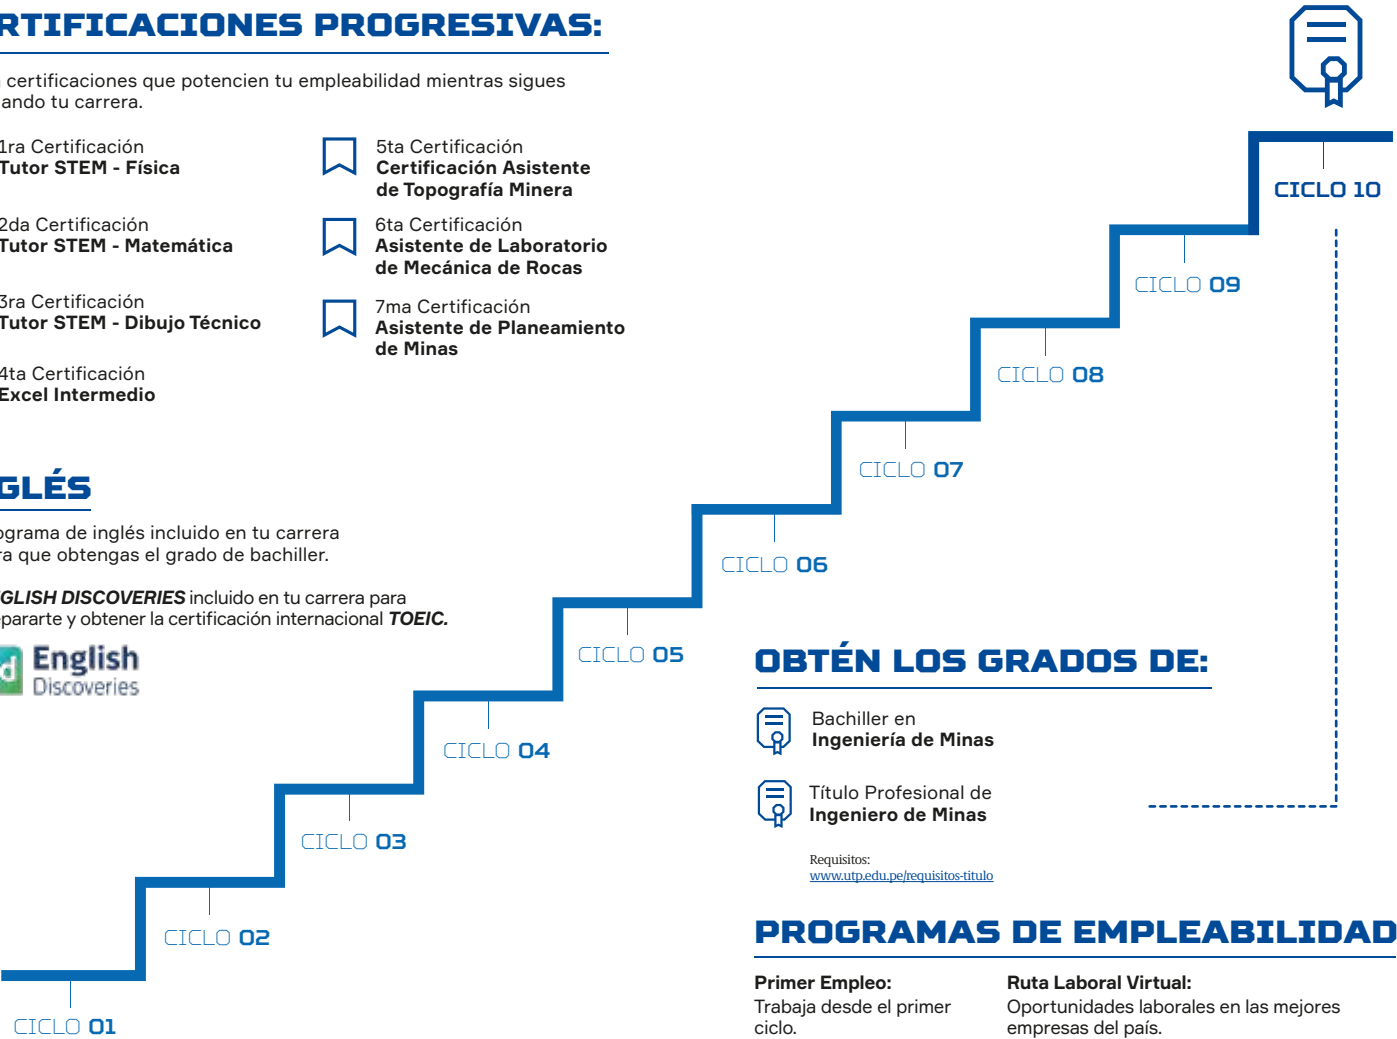 RTIFICACIONES PROGRESIVAS:
certificaciones que potencien tu empleabilidad mientras sigues
ando tu carrera.
1ra Certificación
Tutor STEM - Física
2da Certificación
Tutor STEM - Matemática
3ra Certificación
Tutor STEM - Dibujo Técnico
4ta Certificación
Excel Intermedio
5ta Certificación
Certificación Asistente
de Topografía Minera
6ta Certificación
Asistente de Laboratorio
de Mecánica de Rocas
7ma Certificación
Asistente de Planeamiento
de Minas
GLÉS
ograma de inglés incluido en tu carrera
ra que obtengas el grado de bachiller.
GLISH DISCOVERIES incluido en tu carrera para
epararte y obtener la certificación internacional TOEIC.
d English
Discoveries
CICLO 10
CICLO 09
CICLO 08
CICLO 07
CICLO 06
CICLO 05
CICLO 04
CICLO 03
CICLO 02
CICLO 01
OBTÉN LOS GRADOS DE:
Bachiller en
Ingeniería de Minas
Título Profesional de
Ingeniero de Minas
Requisitos:
www.utp.edu.pe/requisitos-titulo
PROGRAMAS DE EMPLEABILIDAD
Primer Empleo:
Trabaja desde el primer
ciclo.
Ruta Laboral Virtual:
Oportunidades laborales en las mejores
empresas del país.